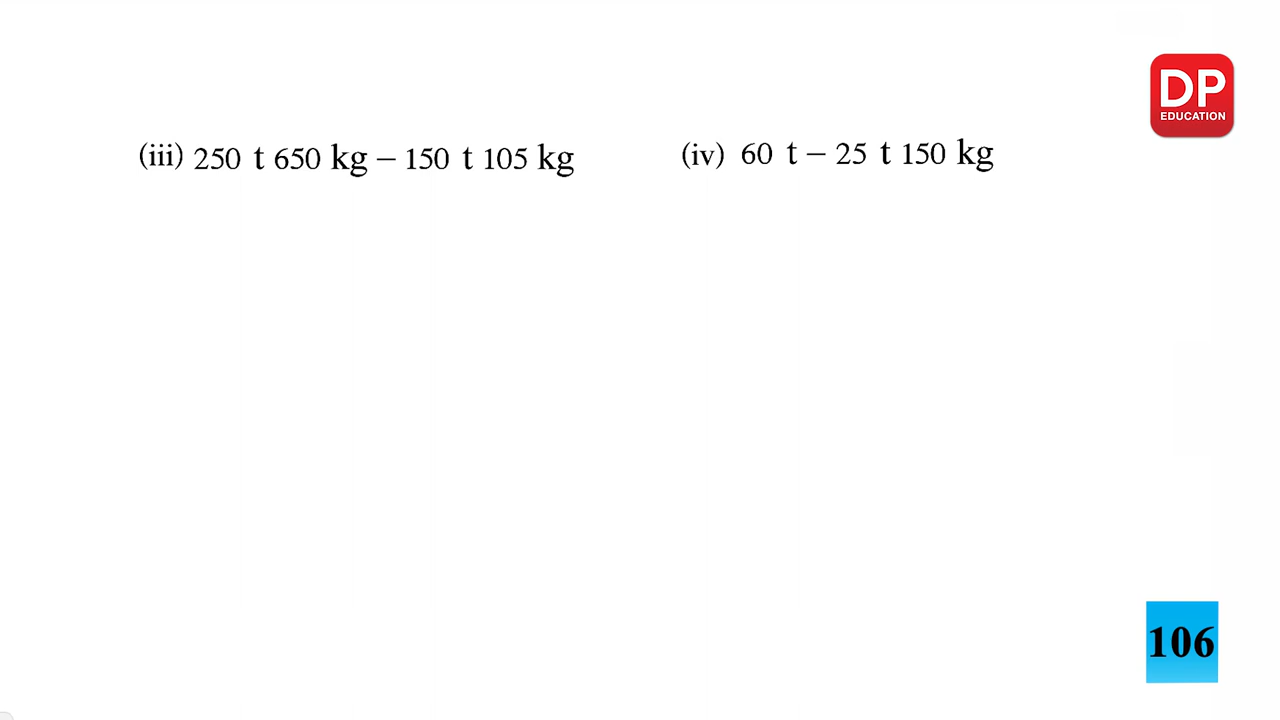 DP
EDUCATION
(iii) 250 t 650 kg – 150 t 105 kg
(iv) 60 t – 25 t 150 kg
106